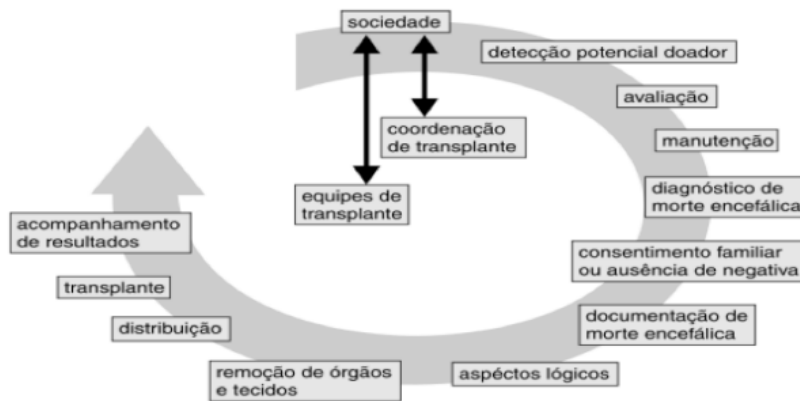 sociedade
detecção potencial doador
avaliação
coordenação
de transplante
manutenção
equipes de
transplante
diagnóstico de
morte encefálica
consentimento familiar
ou ausência de negativa
documentação de
morte encefálica
aspéctos lógicos
remoção de órgãos
e tecidos
distribuição
transplante
acompanhamento
de resultados